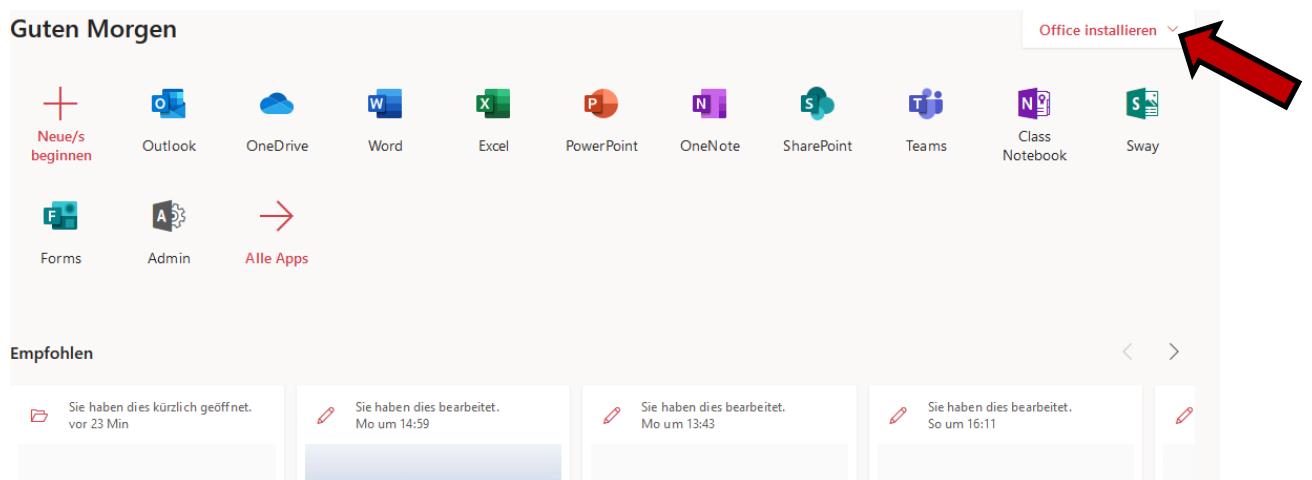 Guten Morgen
Office installieren
Neue/s
beginnen
Outlook
OneDrive
Word
Excel
PowerPoint
OneNote
SharePoint
Teams
Class
Notebook
Sway
Forms
Admin
Alle Apps
Empfohlen
Sie haben dies kürzlich geöffnet.
vor 23 Min
Sie haben dies bearbeitet.
Mo um 14:59
Sie haben dies bearbeitet.
Mo um 13:43
Sie haben dies bearbeitet.
So um 16:11